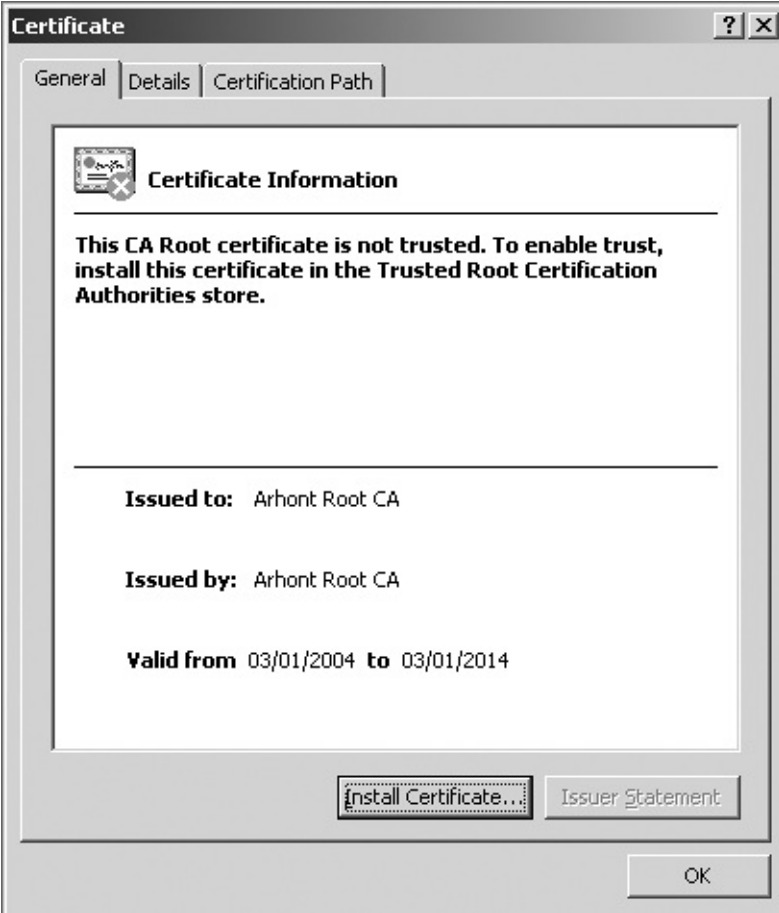 Certificate
General Details Certification Path
Certificate Information
This CA Root certificate is not trusted. To enable trust,
install this certificate in the Trusted Root Certification
Authorities store.
Issued to: Arhont Root CA
Issued by: Arhont Root CA
Valid from 03/01/2004 to 03/01/2014
Install Certificate... Issuer Statement
OK